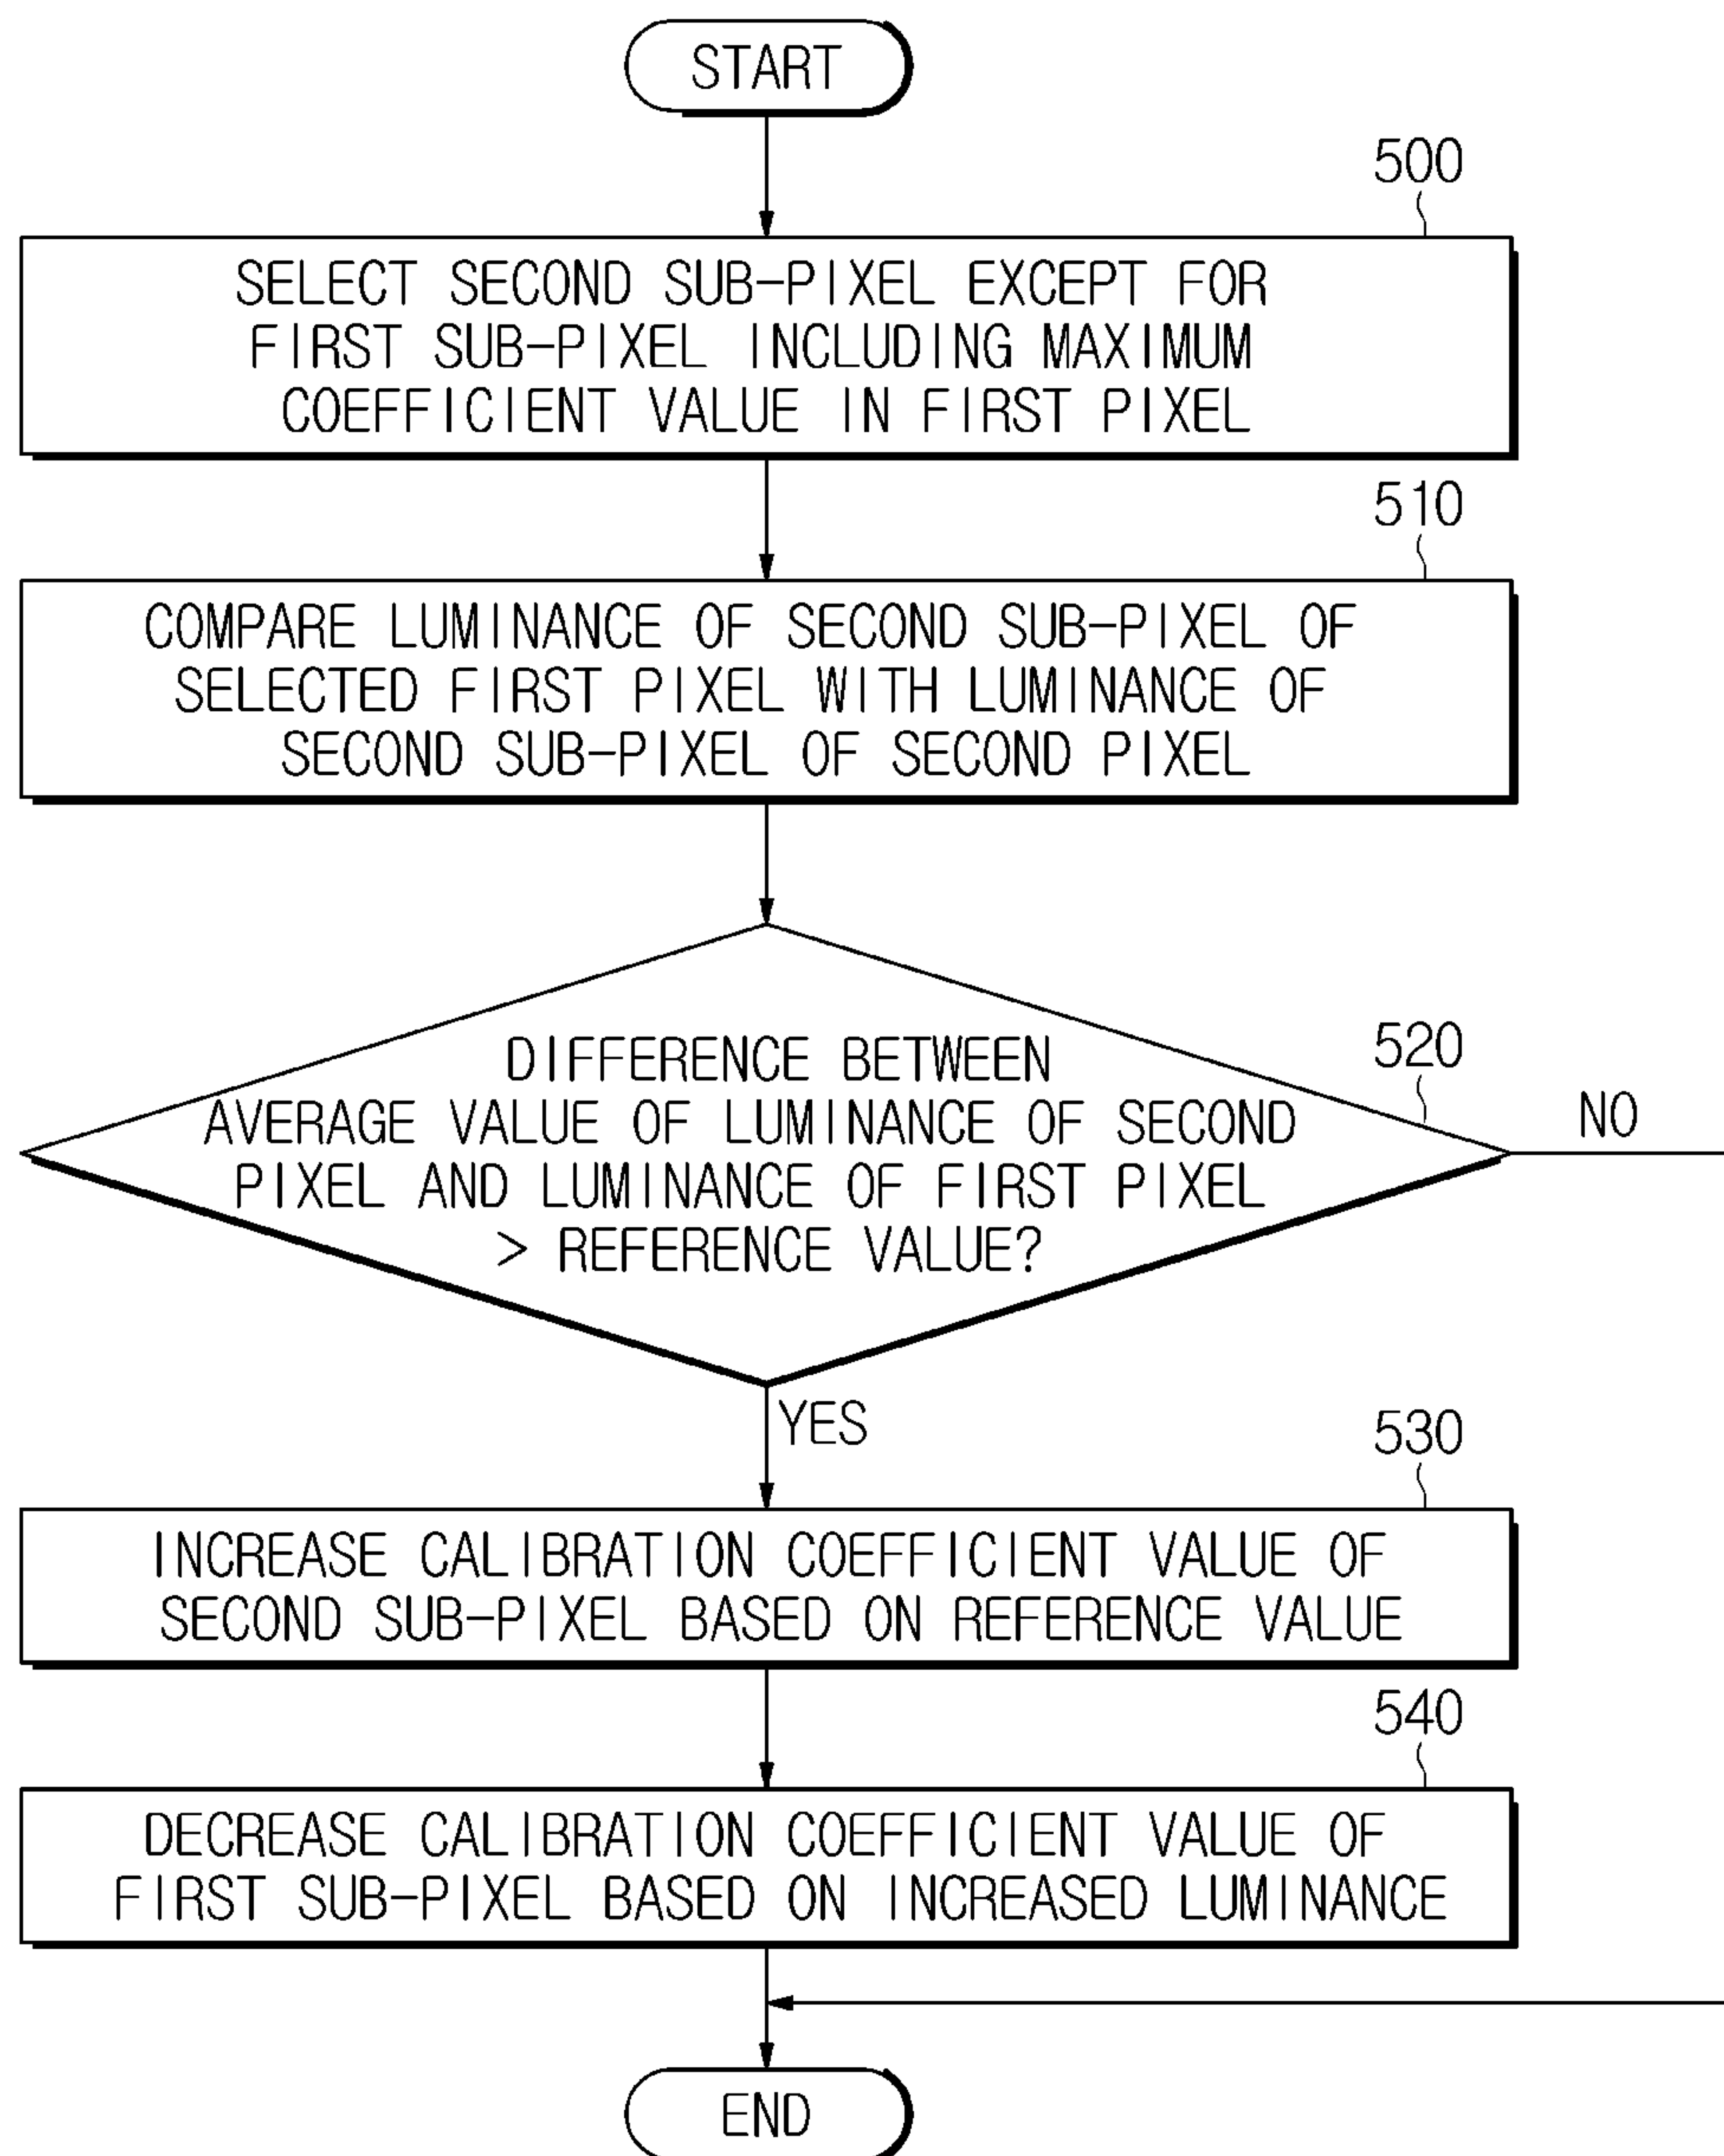 START
500
SELECT SECOND SUB-PIXEL EXCEPT FOR
FIRST SUB-PIXEL INCLUDING MAXIMUM
COEFFICIENT VALUE IN FIRST PIXEL
510
COMPARE LUMINANCE OF SECOND SUB-PIXEL OF
SELECTED FIRST PIXEL WITH LUMINANCE OF
SECOND SUB-PIXEL OF SECOND PIXEL
520
DIFFERENCE BETWEEN
AVERAGE VALUE OF LUMINANCE OF SECOND
PIXEL AND LUMINANCE OF FIRST PIXEL
> REFERENCE VALUE?
NO
YES
530
INCREASE CALIBRATION COEFFICIENT VALUE OF
SECOND SUB-PIXEL BASED ON REFERENCE VALUE
540
DECREASE CALIBRATION COEFFICIENT VALUE OF
FIRST SUB-PIXEL BASED ON INCREASED LUMINANCE
END